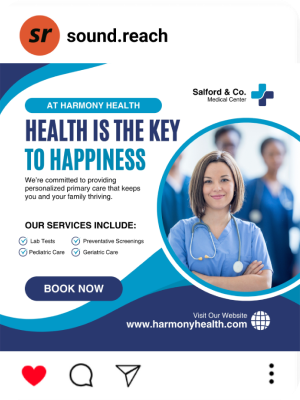 sr sound.reach
Salford & Co.
Medical Center
AT HARMONY HEALTH
HEALTH IS THE KEY
TO HAPPINESS
We're committed to providing
personalized primary care that keeps
you and your family thriving.
OUR SERVICES INCLUDE:
Lab Tests Preventative Screenings
Pediatric Care Geriatric Care
BOOK NOW
Visit Our Website
www.harmonyhealth.com